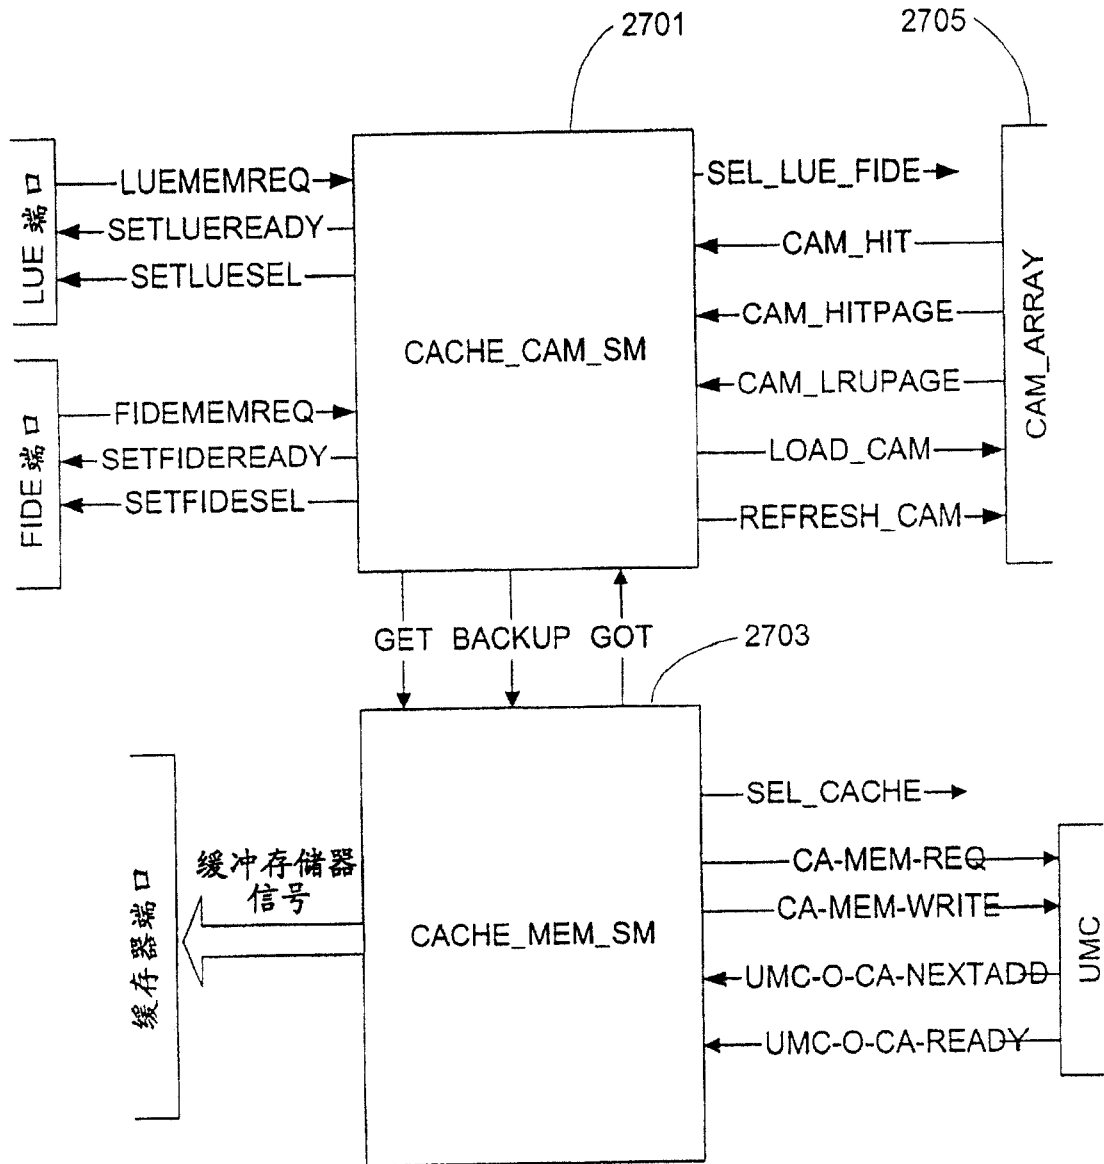 2701
2705
LUE 端口
LUEMEMREQ
SETLUEREADY
SETLUESEL
FIDE 端口
FIDEMEMREQ
SETFIDEREADY
SETFIDESEL
CACHE_CAM_SM
SEL_LUE_FIDE
CAM_HIT
CAM_HITPAGE
CAM_LRUPAGE
LOAD_CAM
REFRESH_CAM
CAM_ARRAY
GET
BACKUP
GOT
2703
缓存器端口
缓冲存储器
信号
CACHE_MEM_SM
SEL_CACHE
CA-MEM-REQ
CA-MEM-WRITE
UMC-O-CA-NEXTADD
UMC-O-CA-READY
UMC